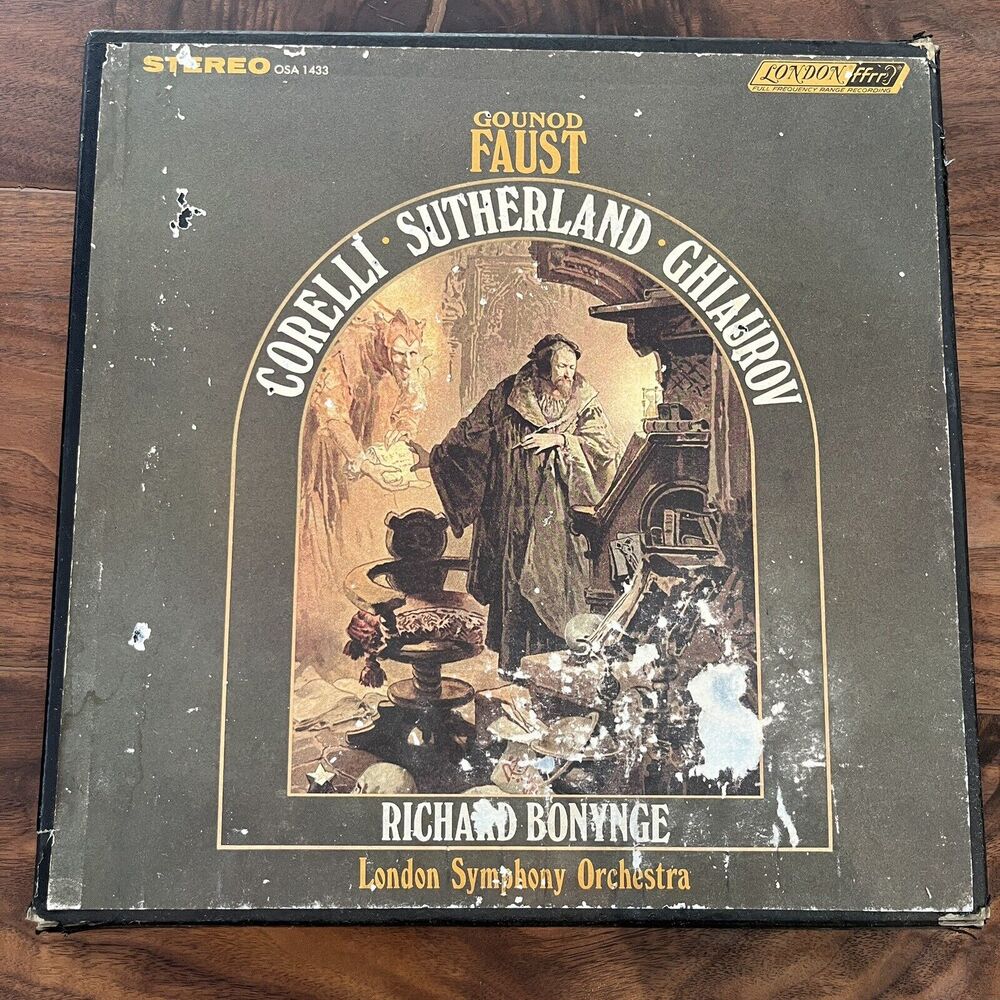 STEREO OSA 1433
LONDON ffrr
FULL FREQUENCY RANGE RECORDING
GOUNOD
FAUST
CORELLI · SUTHERLAND · GHIAUROV
RICHARD BONYNGE
London Symphony Orchestra